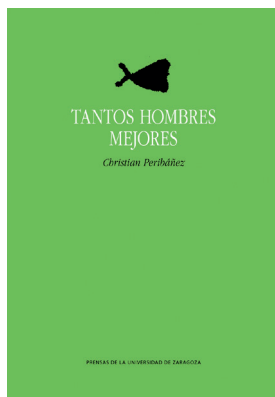 TANTOS HOMBRES
MEJORES
Christian Peribáñez
PRENSAS DE LA UNIVERSIDAD DE ZARAGOZA